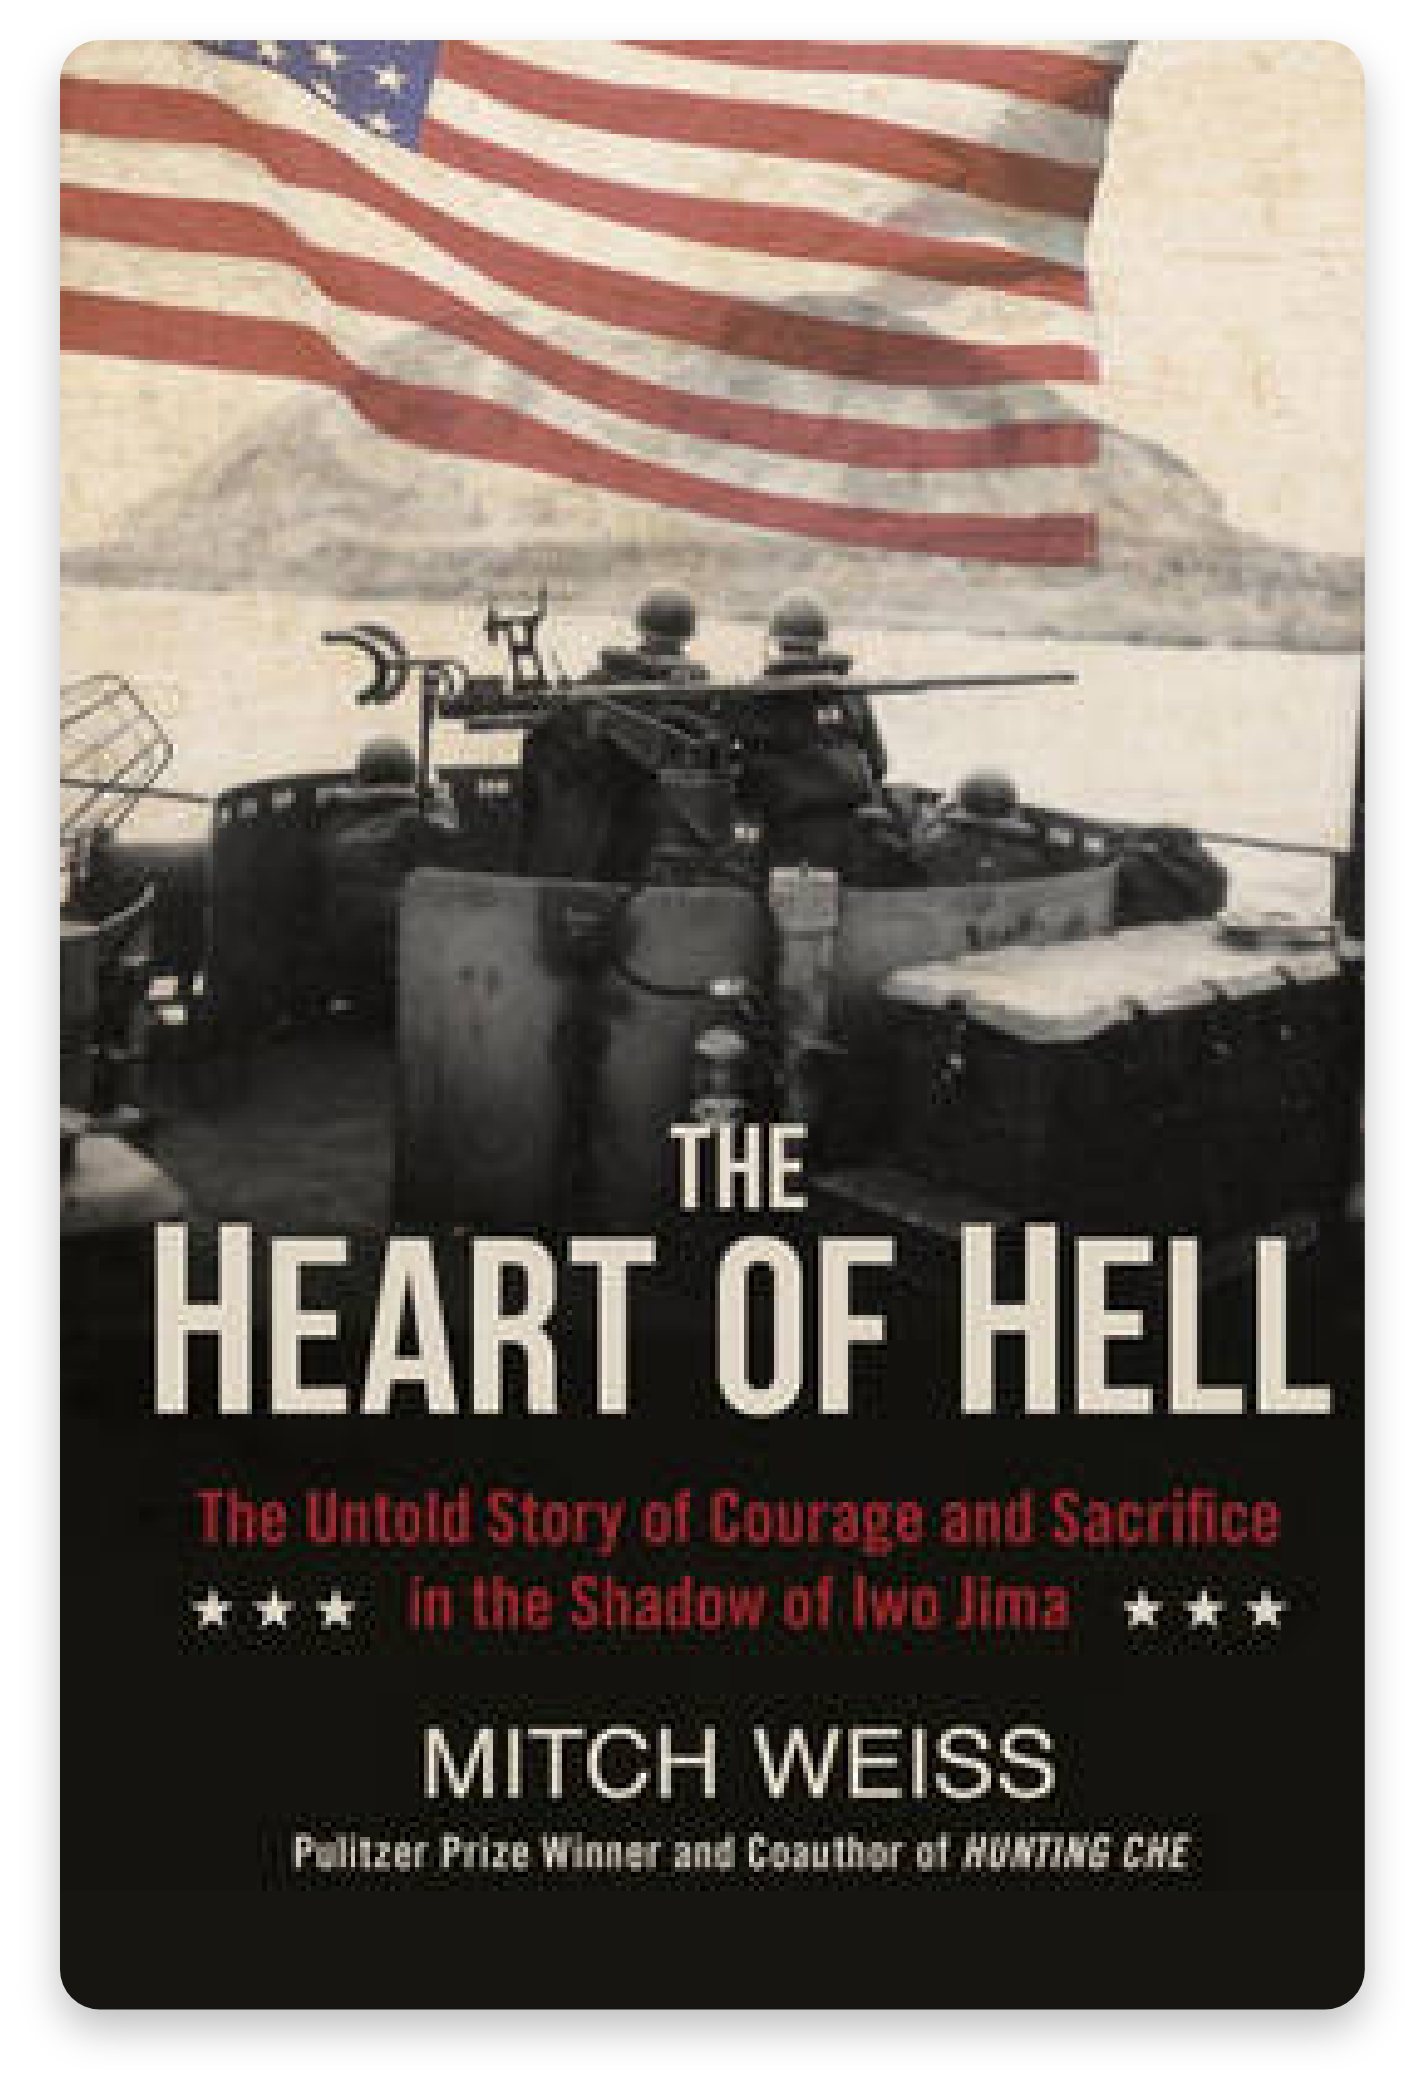 THE
HEART OF HELL
The Untold Story of Courage and Sacrifice
in the Shadow of Iwo Jima
MITCH WEISS
Pulitzer Prize Winner and Coauthor of HUNTING CHE